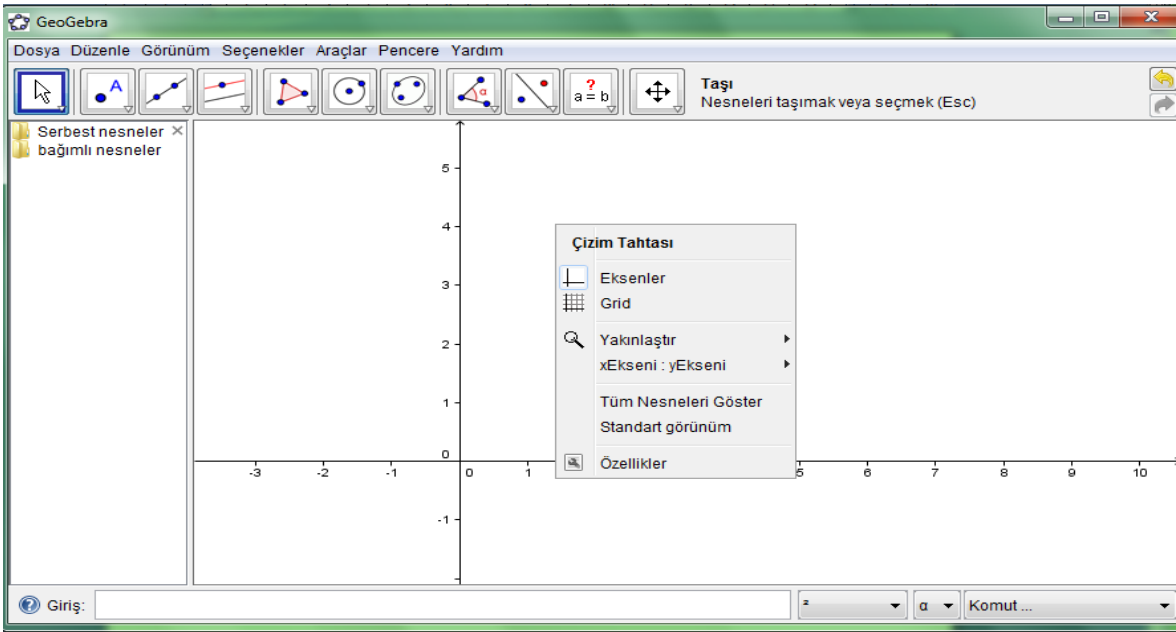 GeoGebra
Dosya Düzenle Görünüm Seçenekler Araçlar Pencere Yardım
A
α
?
a = b
Taşı
Nesneleri taşımak veya seçmek (Esc)
Serbest nesneler
bağımlı nesneler
5
4
3
2
1
0
-1
-3 -2 -1 0 1 5 6 7 8 9 10
Çizim Tahtası
Eksenler
Grid
Yakınlaştır
xEkseni : yEkseni
Tüm Nesneleri Göster
Standart görünüm
Özellikler
Giriş:
² α Komut ...